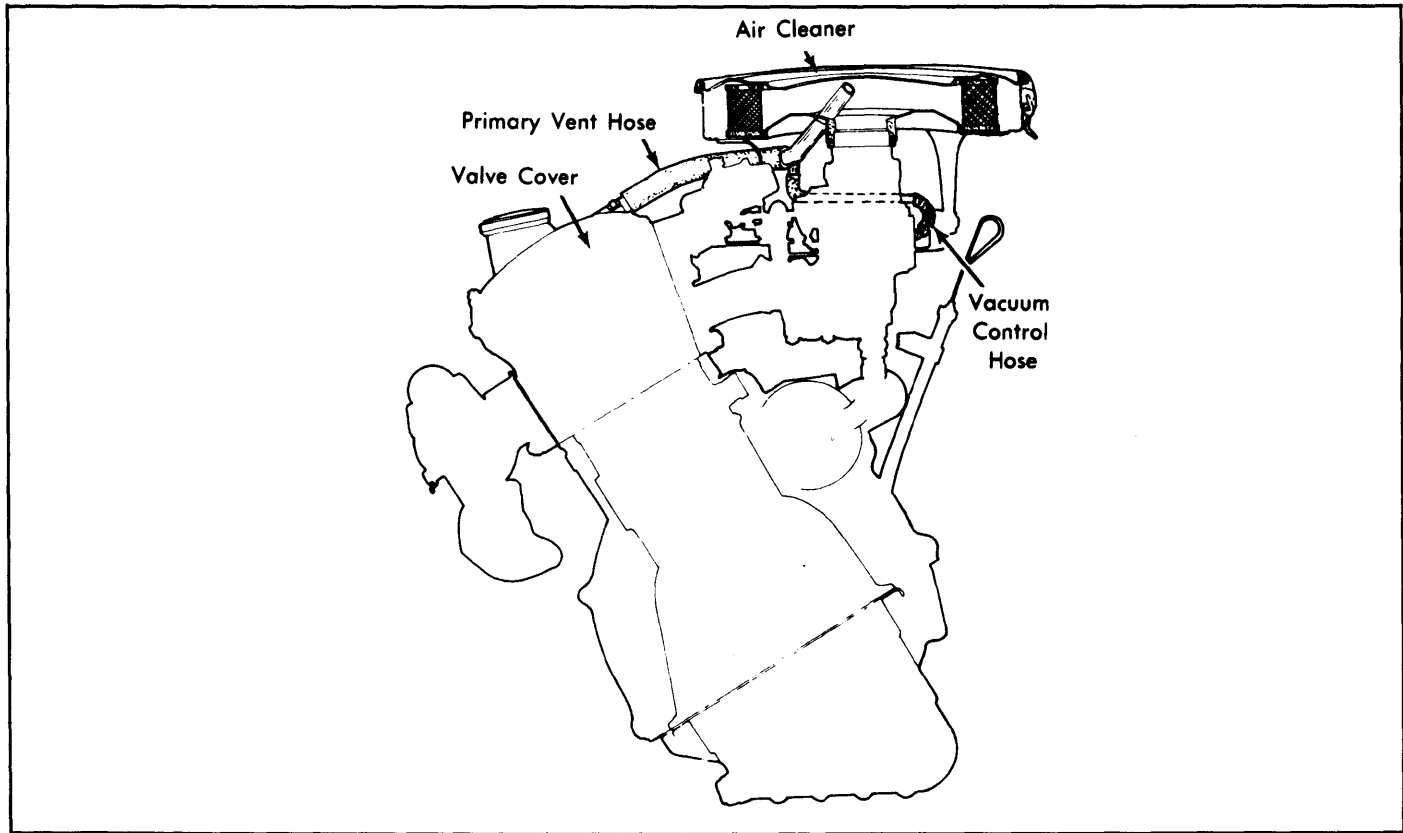 Air Cleaner
Primary Vent Hose
Valve Cover
Vacuum
Control
Hose